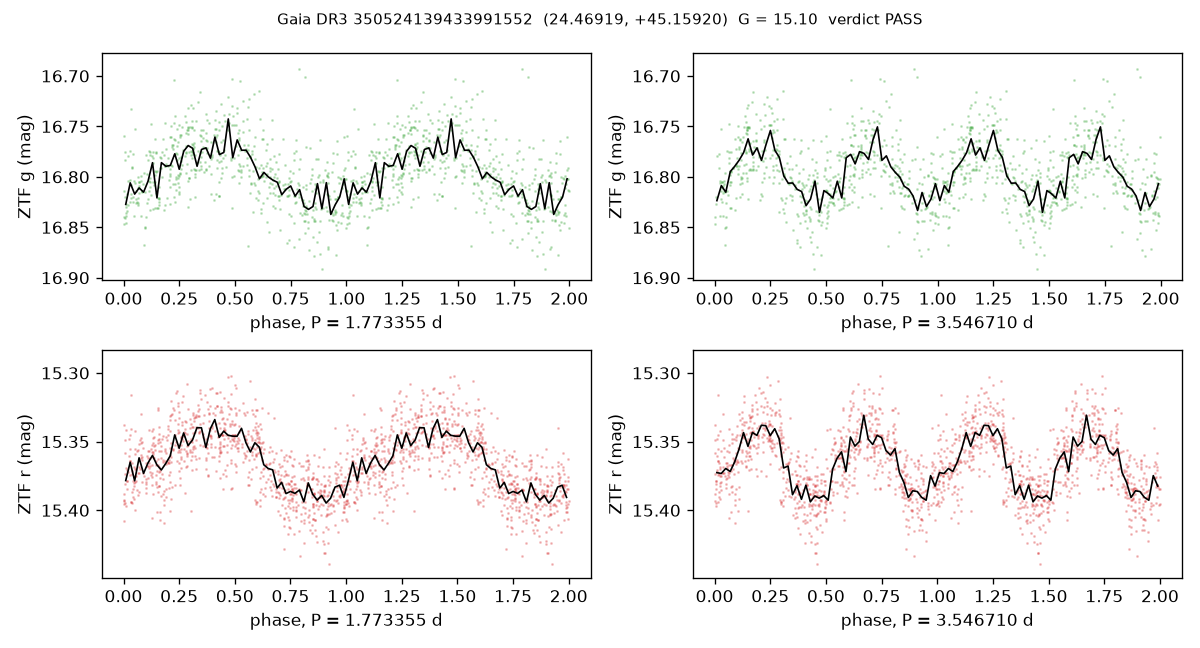 Gaia DR3 350524139433991552 (24.46919, +45.15920) G = 15.10 verdict PASS
ZTF g (mag)
16.70
16.75
16.80
16.85
16.90
0.00 0.25 0.50 0.75 1.00 1.25 1.50 1.75 2.00
phase, P = 1.773355 d
ZTF g (mag)
16.70
16.75
16.80
16.85
16.90
0.00 0.25 0.50 0.75 1.00 1.25 1.50 1.75 2.00
phase, P = 3.546710 d
ZTF r (mag)
15.30
15.35
15.40
0.00 0.25 0.50 0.75 1.00 1.25 1.50 1.75 2.00
phase, P = 1.773355 d
ZTF r (mag)
15.30
15.35
15.40
0.00 0.25 0.50 0.75 1.00 1.25 1.50 1.75 2.00
phase, P = 3.546710 d